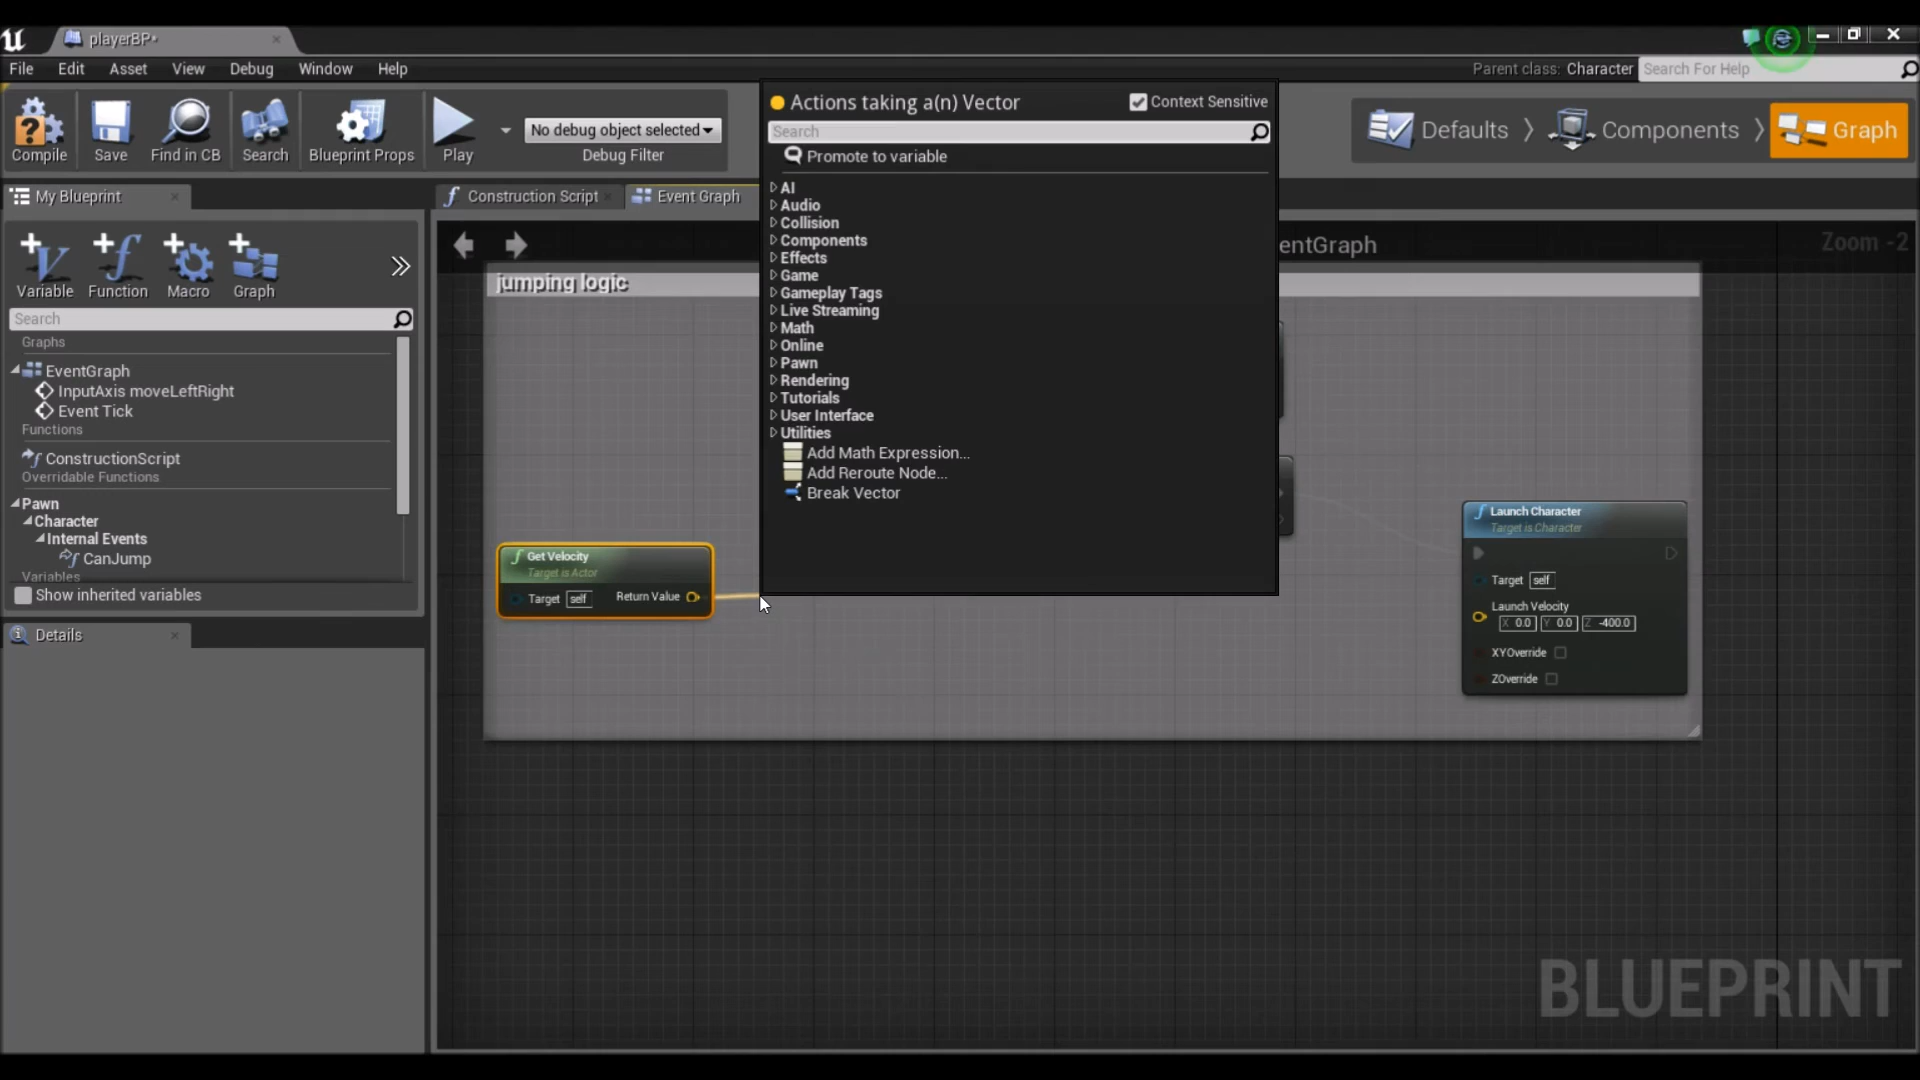 playerBP*
File Edit Asset View Debug Window Help
Parent class: Character Search For Help
Compile Save Find in CB Search Blueprint Props Play
No debug object selected
Debug Filter
Defaults Components Graph
My Blueprint
Construction Script Event Graph
Variable Function Macro Graph
Search
Graphs
EventGraph
InputAxis moveLeftRight
Event Tick
Functions
ConstructionScript
Overridable Functions
Pawn
Character
Internal Events
CanJump
Variables
Show inherited variables
Details
entGraph
Zoom -2
jumping logic
Actions taking a(n) Vector
Context Sensitive
Search
Promote to variable
AI
Audio
Collision
Components
Effects
Game
Gameplay Tags
Live Streaming
Math
Online
Pawn
Rendering
Tutorials
User Interface
Utilities
Add Math Expression...
Add Reroute Node...
Break Vector
Get Velocity
Target is Actor
Target self Return Value
Launch Character
Target is Character
Target self
Launch Velocity
X 0.0 Y 0.0 Z -400.0
XYOverride
ZOverride
BLUEPRINT